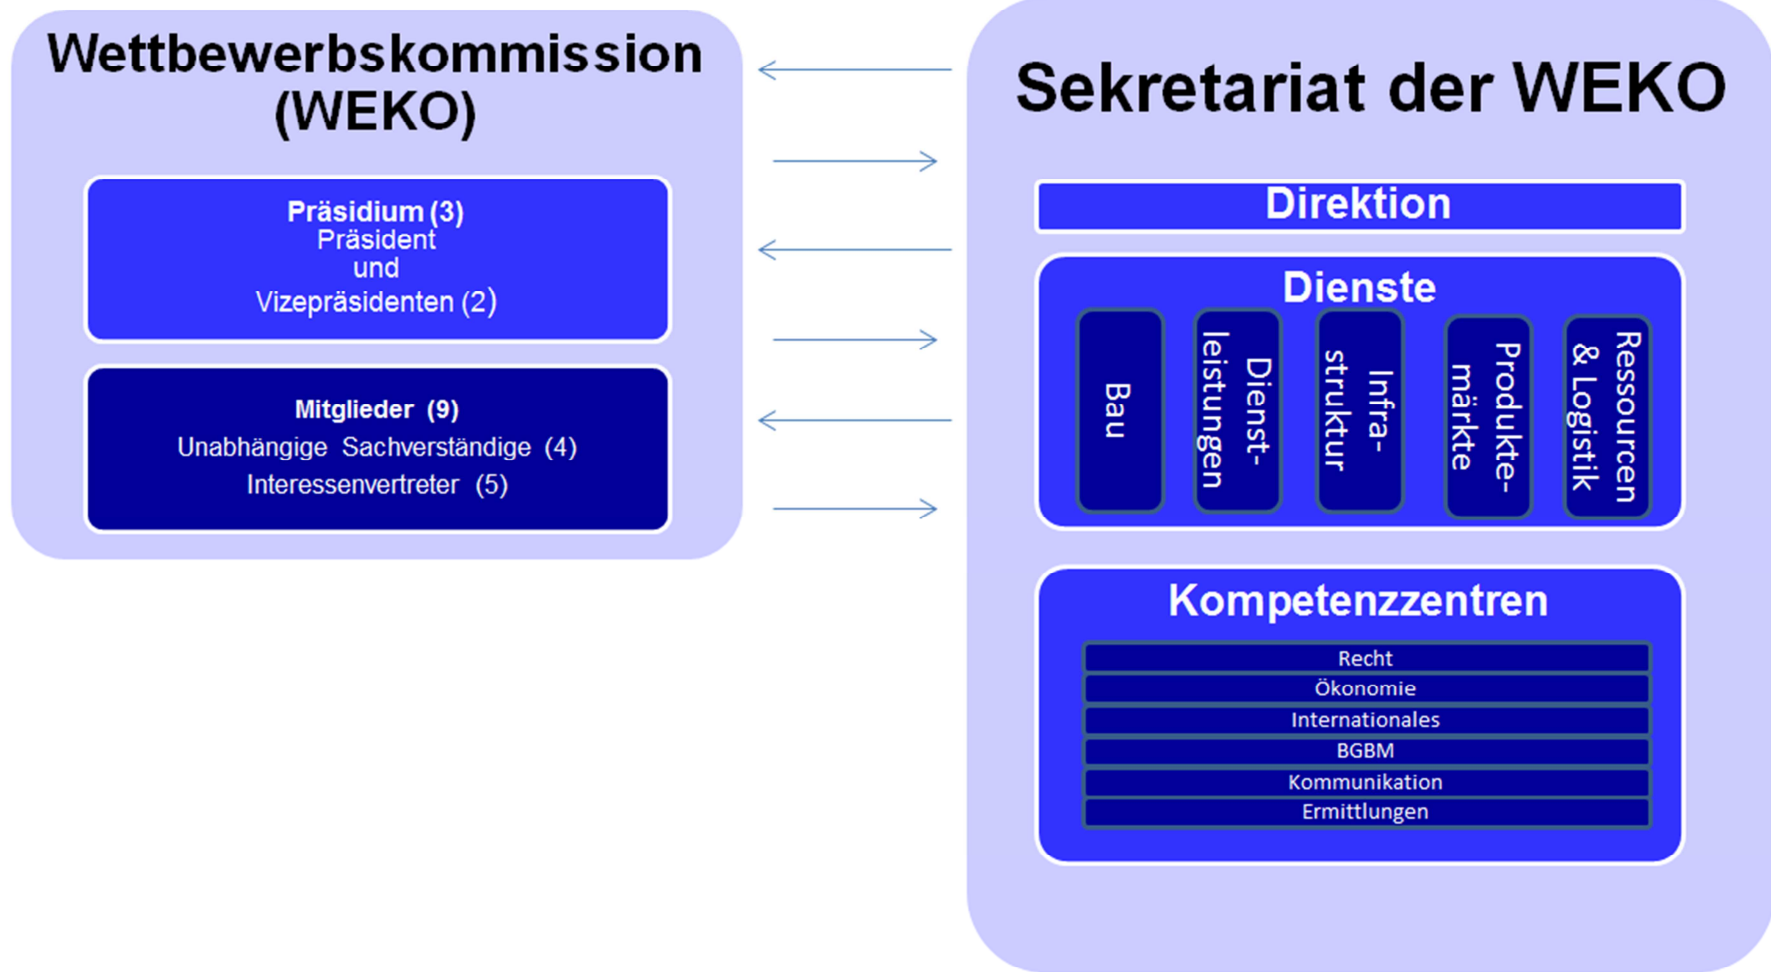 Wettbewerbskommission
(WEKO)
Präsidium (3)
Präsident
und
Vizepräsidenten (2)
Mitglieder (9)
Unabhängige Sachverständige (4)
Interessenvertreter (5)
Sekretariat der WEKO
Direktion
Dienste
Bau
Dienst-
leistungen
Infra-
struktur
Produkte-
märkte
Ressourcen
& Logistik
Kompetenzzentren
Recht
Ökonomie
Internationales
BGBM
Kommunikation
Ermittlungen